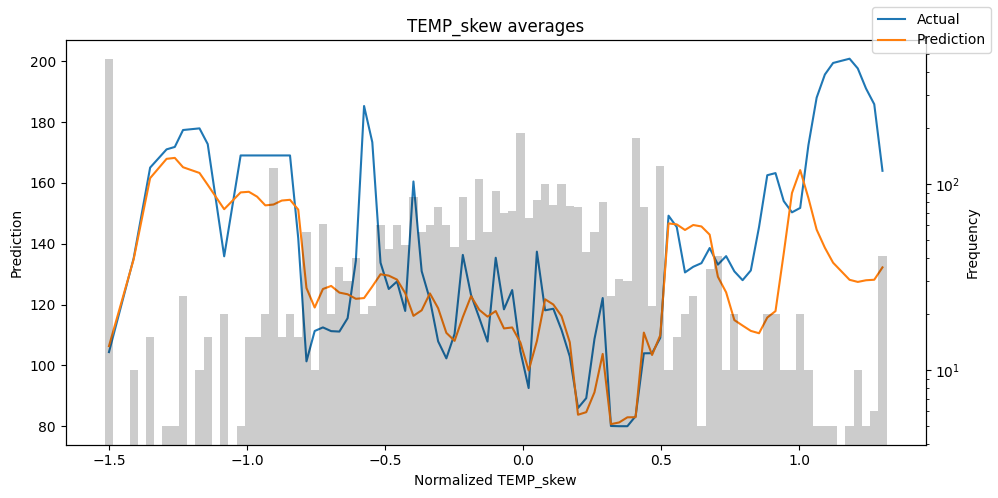 TEMP_skew averages
Actual
Prediction
200
180
160
140
120
100
80
Prediction
10²
10¹
Frequency
−1.5 −1.0 −0.5 0.0 0.5 1.0
Normalized TEMP_skew